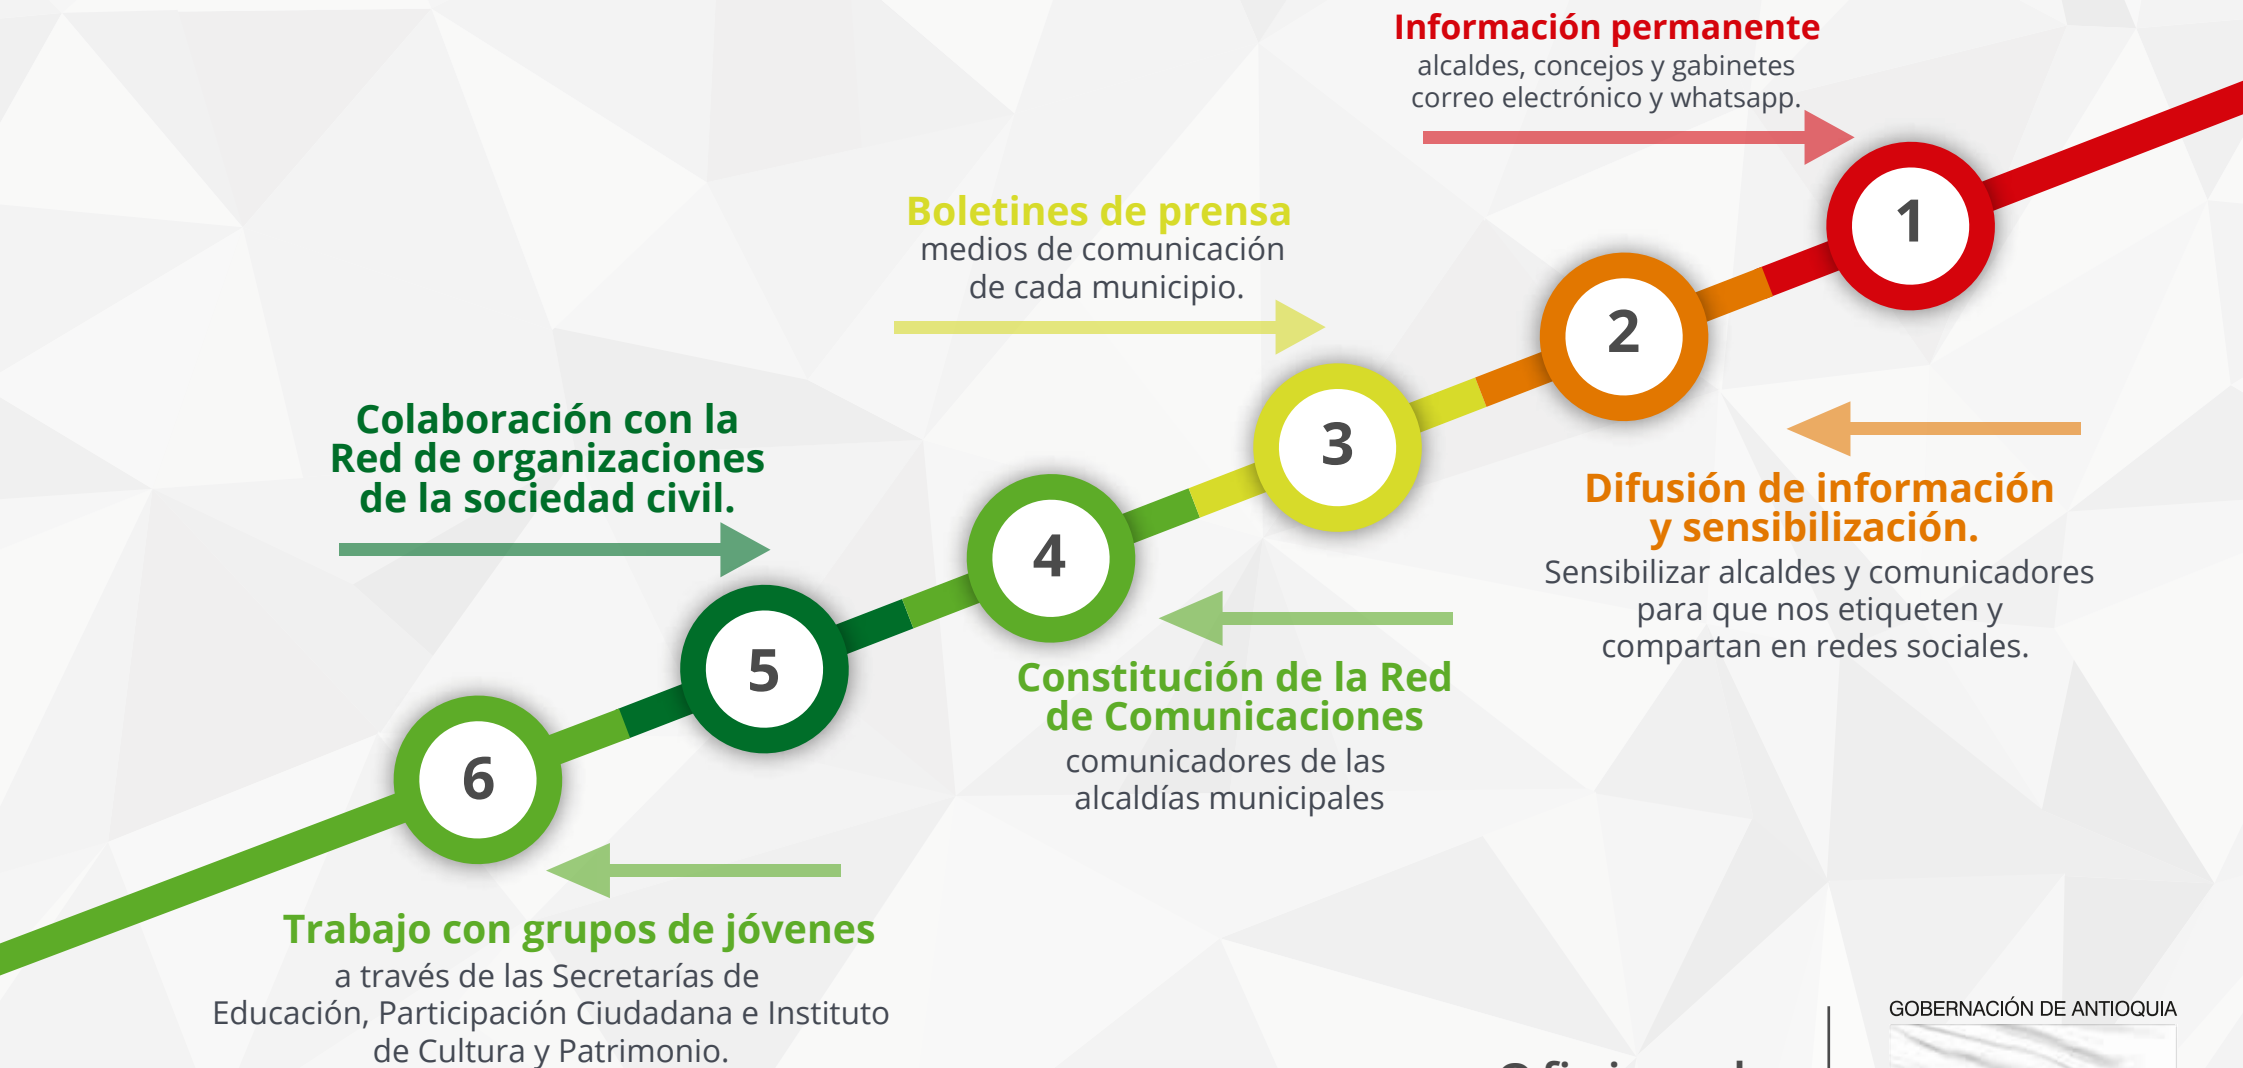 Información permanente
alcaldes, concejos y gabinetes
correo electrónico y whatsapp.
1
Boletines de prensa
medios de comunicación
de cada municipio.
2
3
Colaboración con la
Red de organizaciones
de la sociedad civil.
Difusión de información
y sensibilización.
Sensibilizar alcaldes y comunicadores
para que nos etiqueten y
compartan en redes sociales.
4
5
Constitución de la Red
de Comunicaciones
comunicadores de las
alcaldías municipales
6
Trabajo con grupos de jóvenes
a través de las Secretarías de
Educación, Participación Ciudadana e Instituto
de Cultura y Patrimonio.
GOBERNACIÓN DE ANTIOQUIA